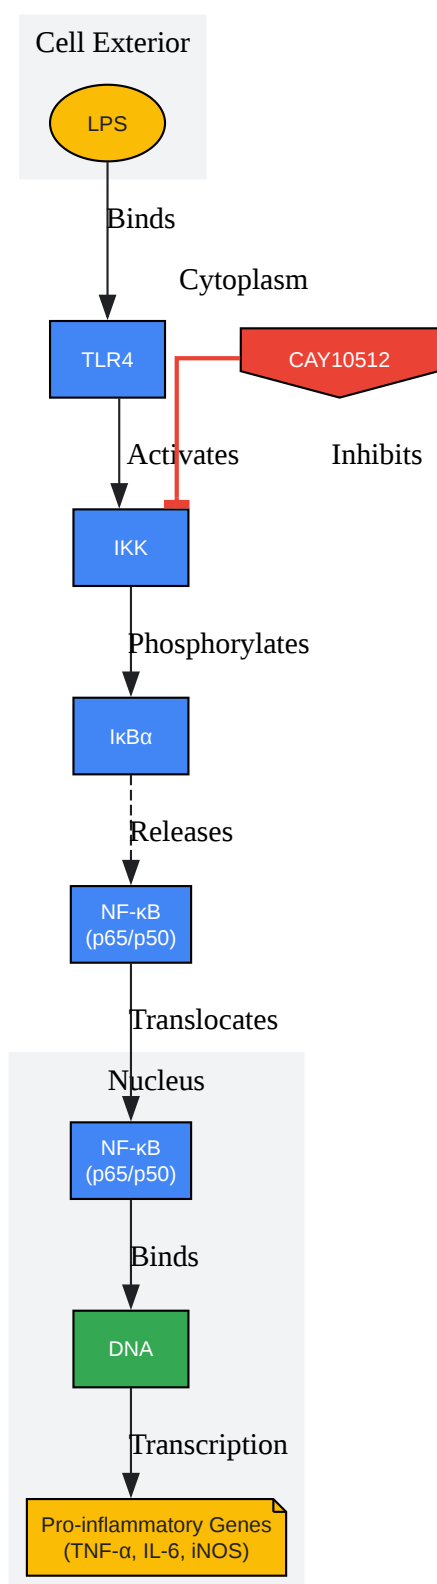 Cell Exterior
LPS
Binds
Cytoplasm
TLR4
CAY10512
Activates
Inhibits
IKK
Phosphorylates
IκBα
Releases
NF-κB
(p65/p50)
Translocates
Nucleus
NF-κB
(p65/p50)
Binds
DNA
Transcription
Pro-inflammatory Genes
(TNF-α, IL-6, iNOS)